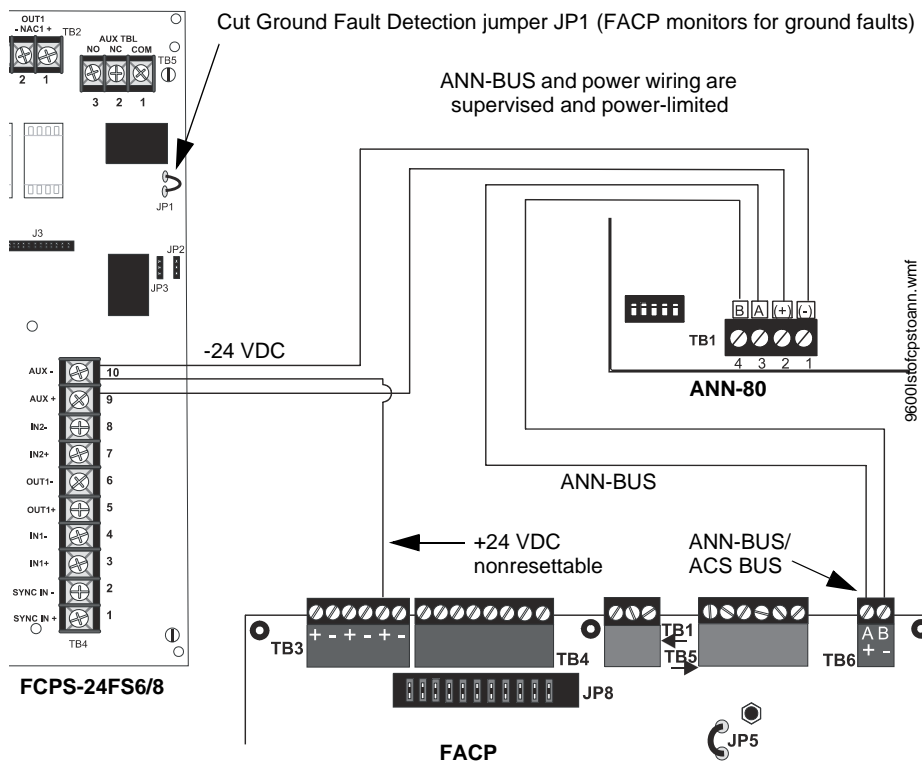 Cut Ground Fault Detection jumper JP1 (FACP monitors for ground faults)
OUT1
- NAC1 +
TB2
2 1
AUX TBL
NO NC COM
TB5
3 2 1
ANN-BUS and power wiring are
supervised and power-limited
JP1
J3
JP2
JP3
B A (+) (-)
TB1
4 3 2 1
ANN-80
9600lstofcpstoann.wmf
-24 VDC
AUX - 10
AUX + 9
IN2- 8
IN2+ 7
OUT1- 6
OUT1+ 5
IN1- 4
IN1+ 3
SYNC IN - 2
SYNC IN + 1
TB4
FCPS-24FS6/8
ANN-BUS
+24 VDC
nonresettable
ANN-BUS/
ACS BUS
TB3
+ - + - + -
TB4
TB1
TB5
TB6
A B
+ -
JP8
JP5
FACP